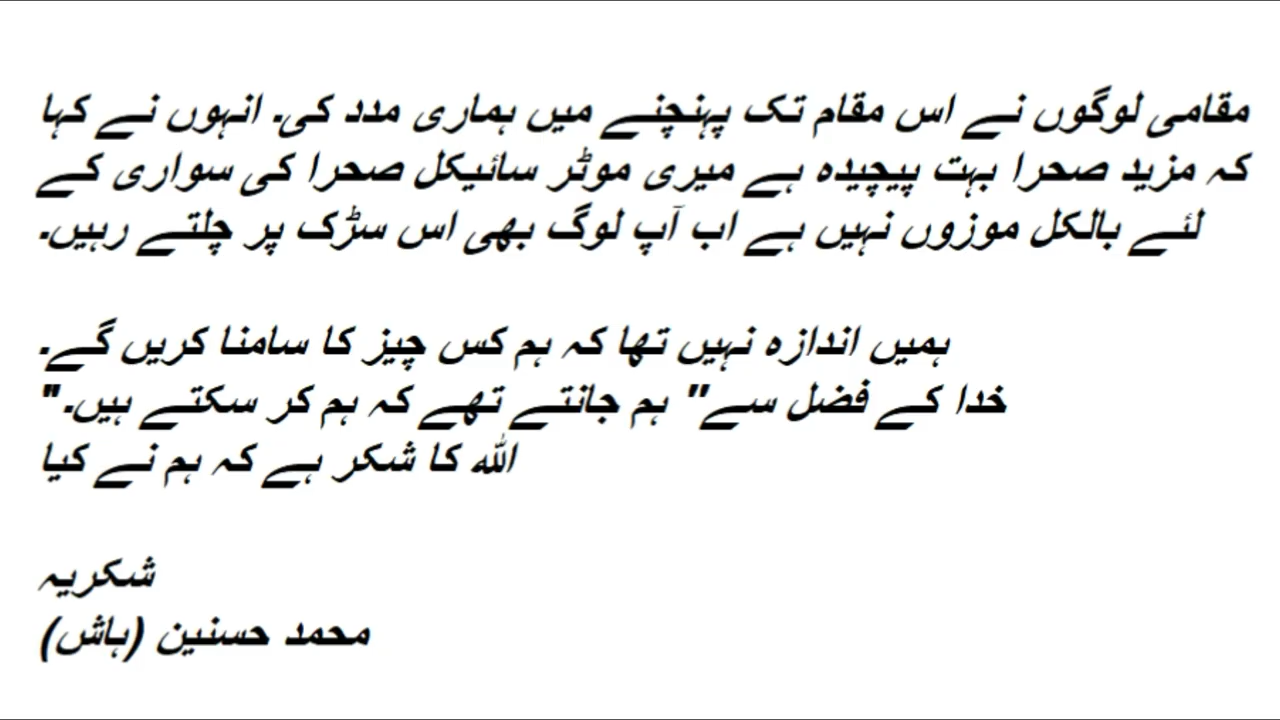 مقامی لوگوں نے اس مقام تک پہنچنے میں ہماری مدد کی۔ انہوں نے کہا
کہ مزید صحرا بہت پیچیدہ ہے میری موٹر سائیکل صحرا کی سواری کے
لئے بالکل موزوں نہیں ہے اب آپ لوگ بھی اس سڑک پر چلتے رہیں۔
ہمیں اندازہ نہیں تھا کہ ہم کس چیز کا سامنا کریں گے۔
خدا کے فضل سے" ہم جانتے تھے کہ ہم کر سکتے ہیں۔"
اللہ کا شکر ہے کہ ہم نے کیا
شکریہ
محمد حسنین (ہاش)